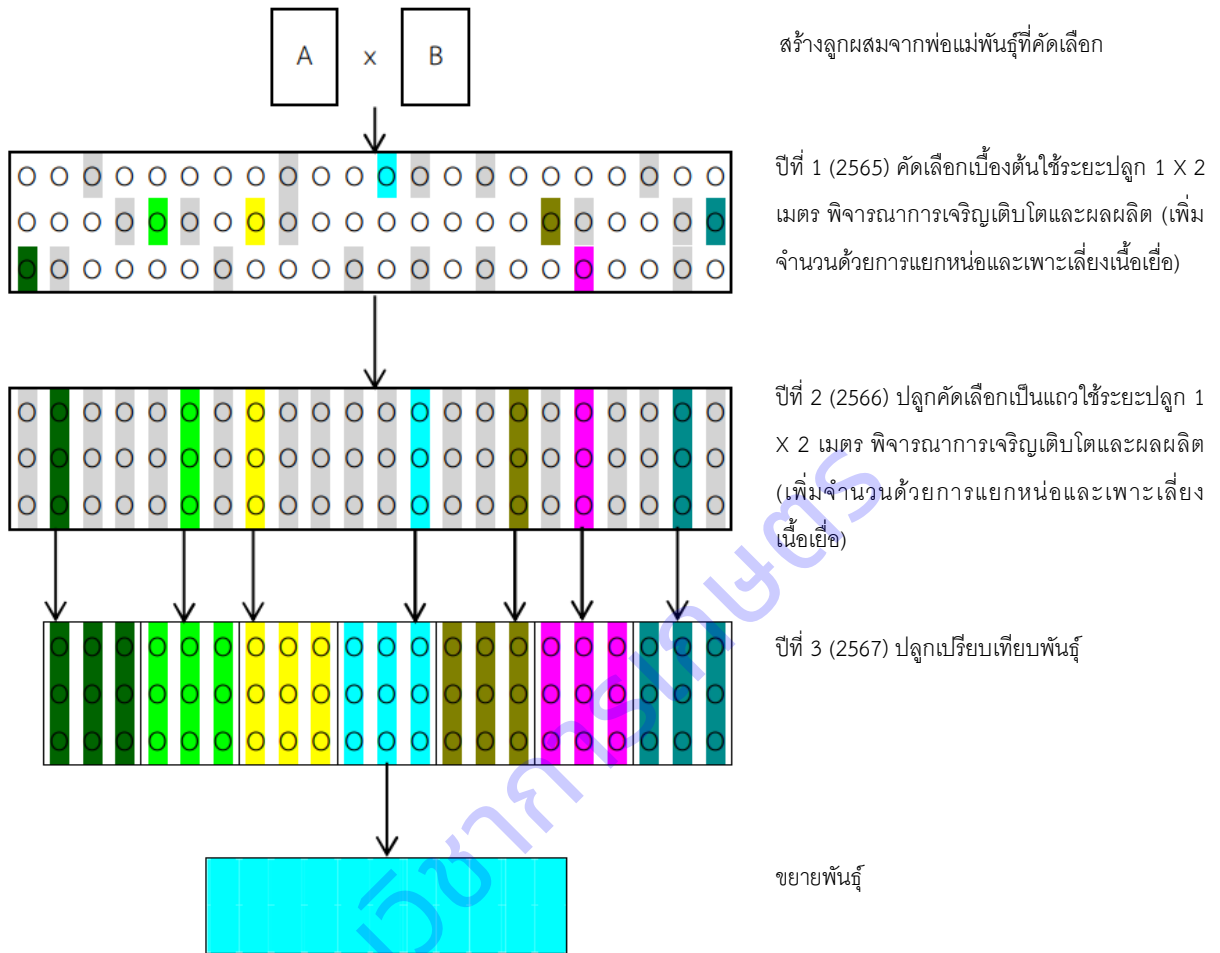 A x B
สร้างลูกผสมจากพ่อแม่พันธุ์ที่คัดเลือก
O O O O O O O O O O O O O O O O O O O O O O
O O O O O O O O O O O O O O O O O O O O O O
O O O O O O O O O O O O O O O O O O O O O O
ปีที่ 1 (2565) คัดเลือกเบื้องต้นใช้ระยะปลูก 1 X 2
เมตร พิจารณาการเจริญเติบโตและผลผลิต (เพิ่ม
จำนวนด้วยการแยกหน่อและเพาะเลี่ยงเนื้อเยื่อ)
O O O O O O O O O O O O O O O O O O O O O O
O O O O O O O O O O O O O O O O O O O O O O
O O O O O O O O O O O O O O O O O O O O O O
ปีที่ 2 (2566) ปลูกคัดเลือกเป็นแถวใช้ระยะปลูก 1
X 2 เมตร พิจารณาการเจริญเติบโตและผลผลิต
(เพิ่มจำนวนด้วยการแยกหน่อและเพาะเลี่ยง
เนื้อเยื่อ)
O O O O O O O O O O O O O O O O O O O O O
O O O O O O O O O O O O O O O O O O O O O
O O O O O O O O O O O O O O O O O O O O O
ปีที่ 3 (2567) ปลูกเปรียบเทียบพันธุ์
ขยายพันธุ์
วิชาการเกษตร